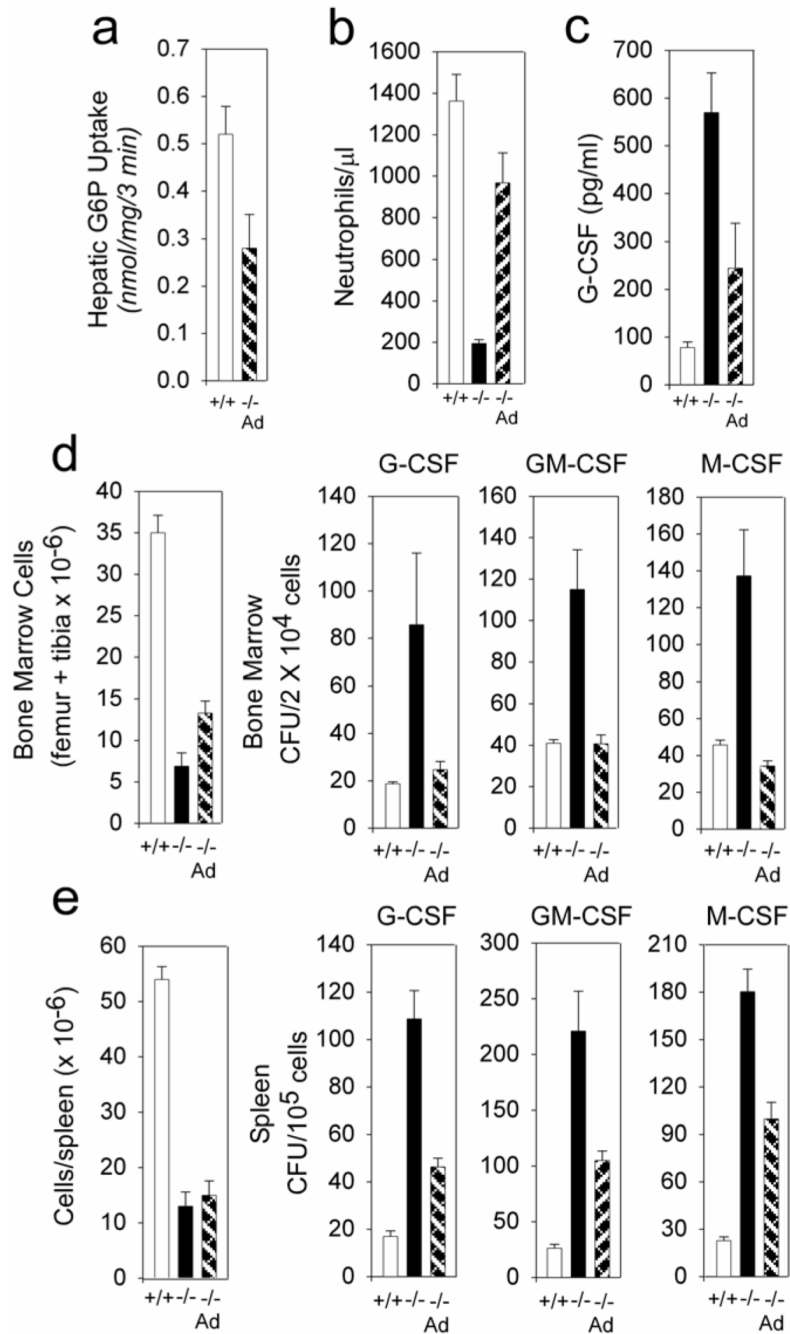 a
Hepatic G6P Uptake
(nmol/mg/3 min)
0.7
0.6
0.5
0.4
0.3
0.2
0.1
0.0
+/+ -/-
Ad
b
Neutrophils/µl
1600
1400
1200
1000
800
600
400
200
0
+/+ -/- -/-
Ad
c
G-CSF (pg/ml)
700
600
500
400
300
200
100
0
+/+ -/- -/-
Ad
d
Bone Marrow Cells
(femur + tibia x 10-6)
40
35
30
25
20
15
10
5
0
+/+ -/- -/-
Ad
Bone Marrow
CFU/2 X 104 cells
G-CSF
140
120
100
80
60
40
20
0
+/+ -/- -/-
Ad
GM-CSF
160
140
120
100
80
60
40
20
0
+/+ -/- -/-
Ad
M-CSF
180
160
140
120
100
80
60
40
20
0
+/+ -/- -/-
Ad
e
Cells/spleen (x 10-6)
60
50
40
30
20
10
0
+/+ -/- -/-
Ad
Spleen
CFU/105 cells
G-CSF
140
120
100
80
60
40
20
0
+/+ -/- -/-
Ad
GM-CSF
300
250
200
150
100
50
0
+/+ -/- -/-
Ad
M-CSF
210
180
150
120
90
60
30
0
+/+ -/- -/-
Ad